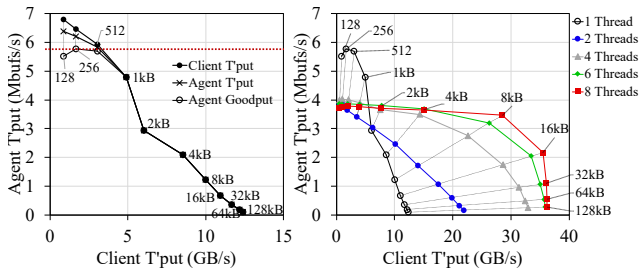 Agent T'put (Mbufs/s)
7
6
5
4
3
2
1
0
0
5
10
15
Client T'put (GB/s)
128
256
512
1kB
2kB
4kB
8kB
16kB
32kB
64kB
128kB
Client T'put
Agent T'put
Agent Goodput
Agent T'put (Mbufs/s)
7
6
5
4
3
2
1
0
0
10
20
30
40
Client T'put (GB/s)
128
256
512
1kB
2kB
4kB
8kB
16kB
32kB
64kB
128kB
1 Thread
2 Threads
4 Threads
6 Threads
8 Threads